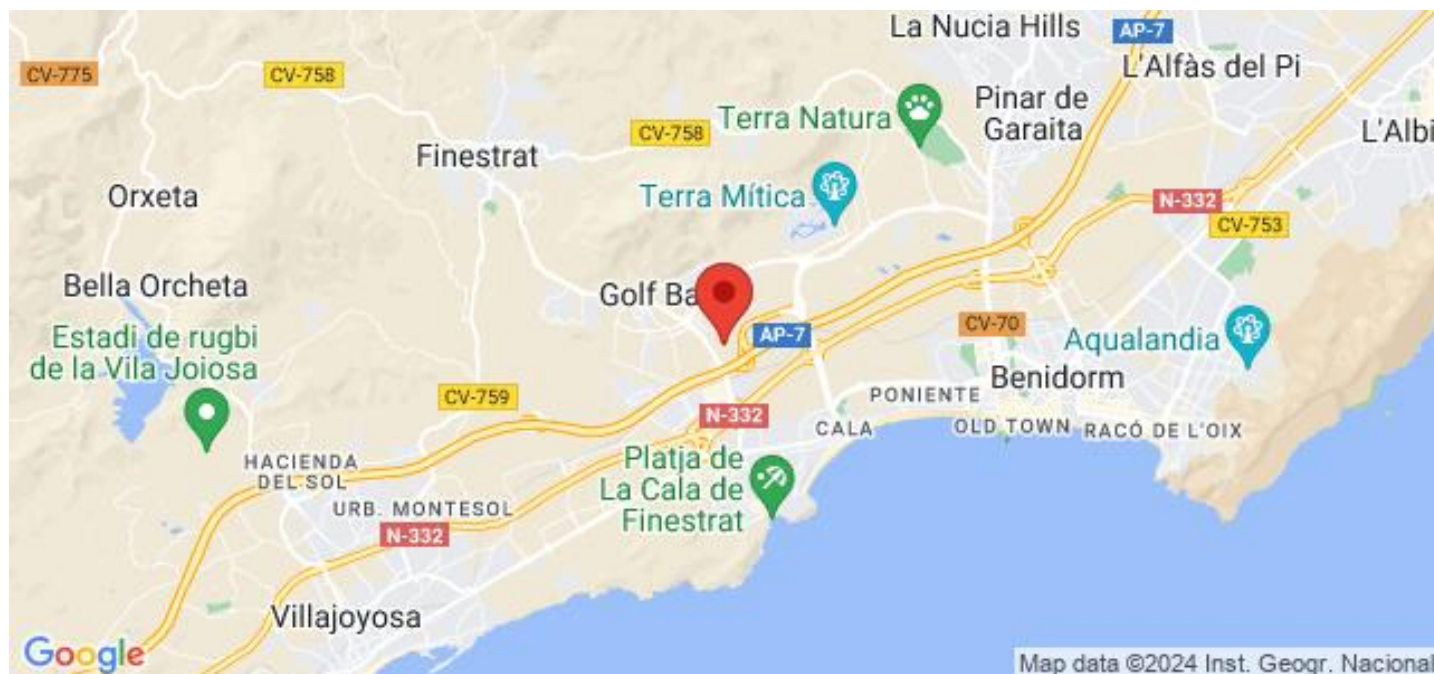 La Nucia Hills
AP-7
CV-775
CV-758
L'Alfàs del Pi
Terra Natura
Pinar de
Garaita
CV-758
L'Albi
Finestrat
Orxeta
Terra Mítica
N-332
CV-753
Bella Orcheta
Golf Ba
Estadi de rugbi
de la Vila Joiosa
AP-7
CV-70
Aqualandia
Benidorm
CV-759
PONIENTE
N-332
CALA
OLD TOWN
RACÓ DE L'OIX
HACIENDA
DEL SOL
Platja de
La Cala de
Finestrat
URB. MONTESOL
N-332
Villajoyosa
Google
Map data ©2024 Inst. Geogr. Nacional